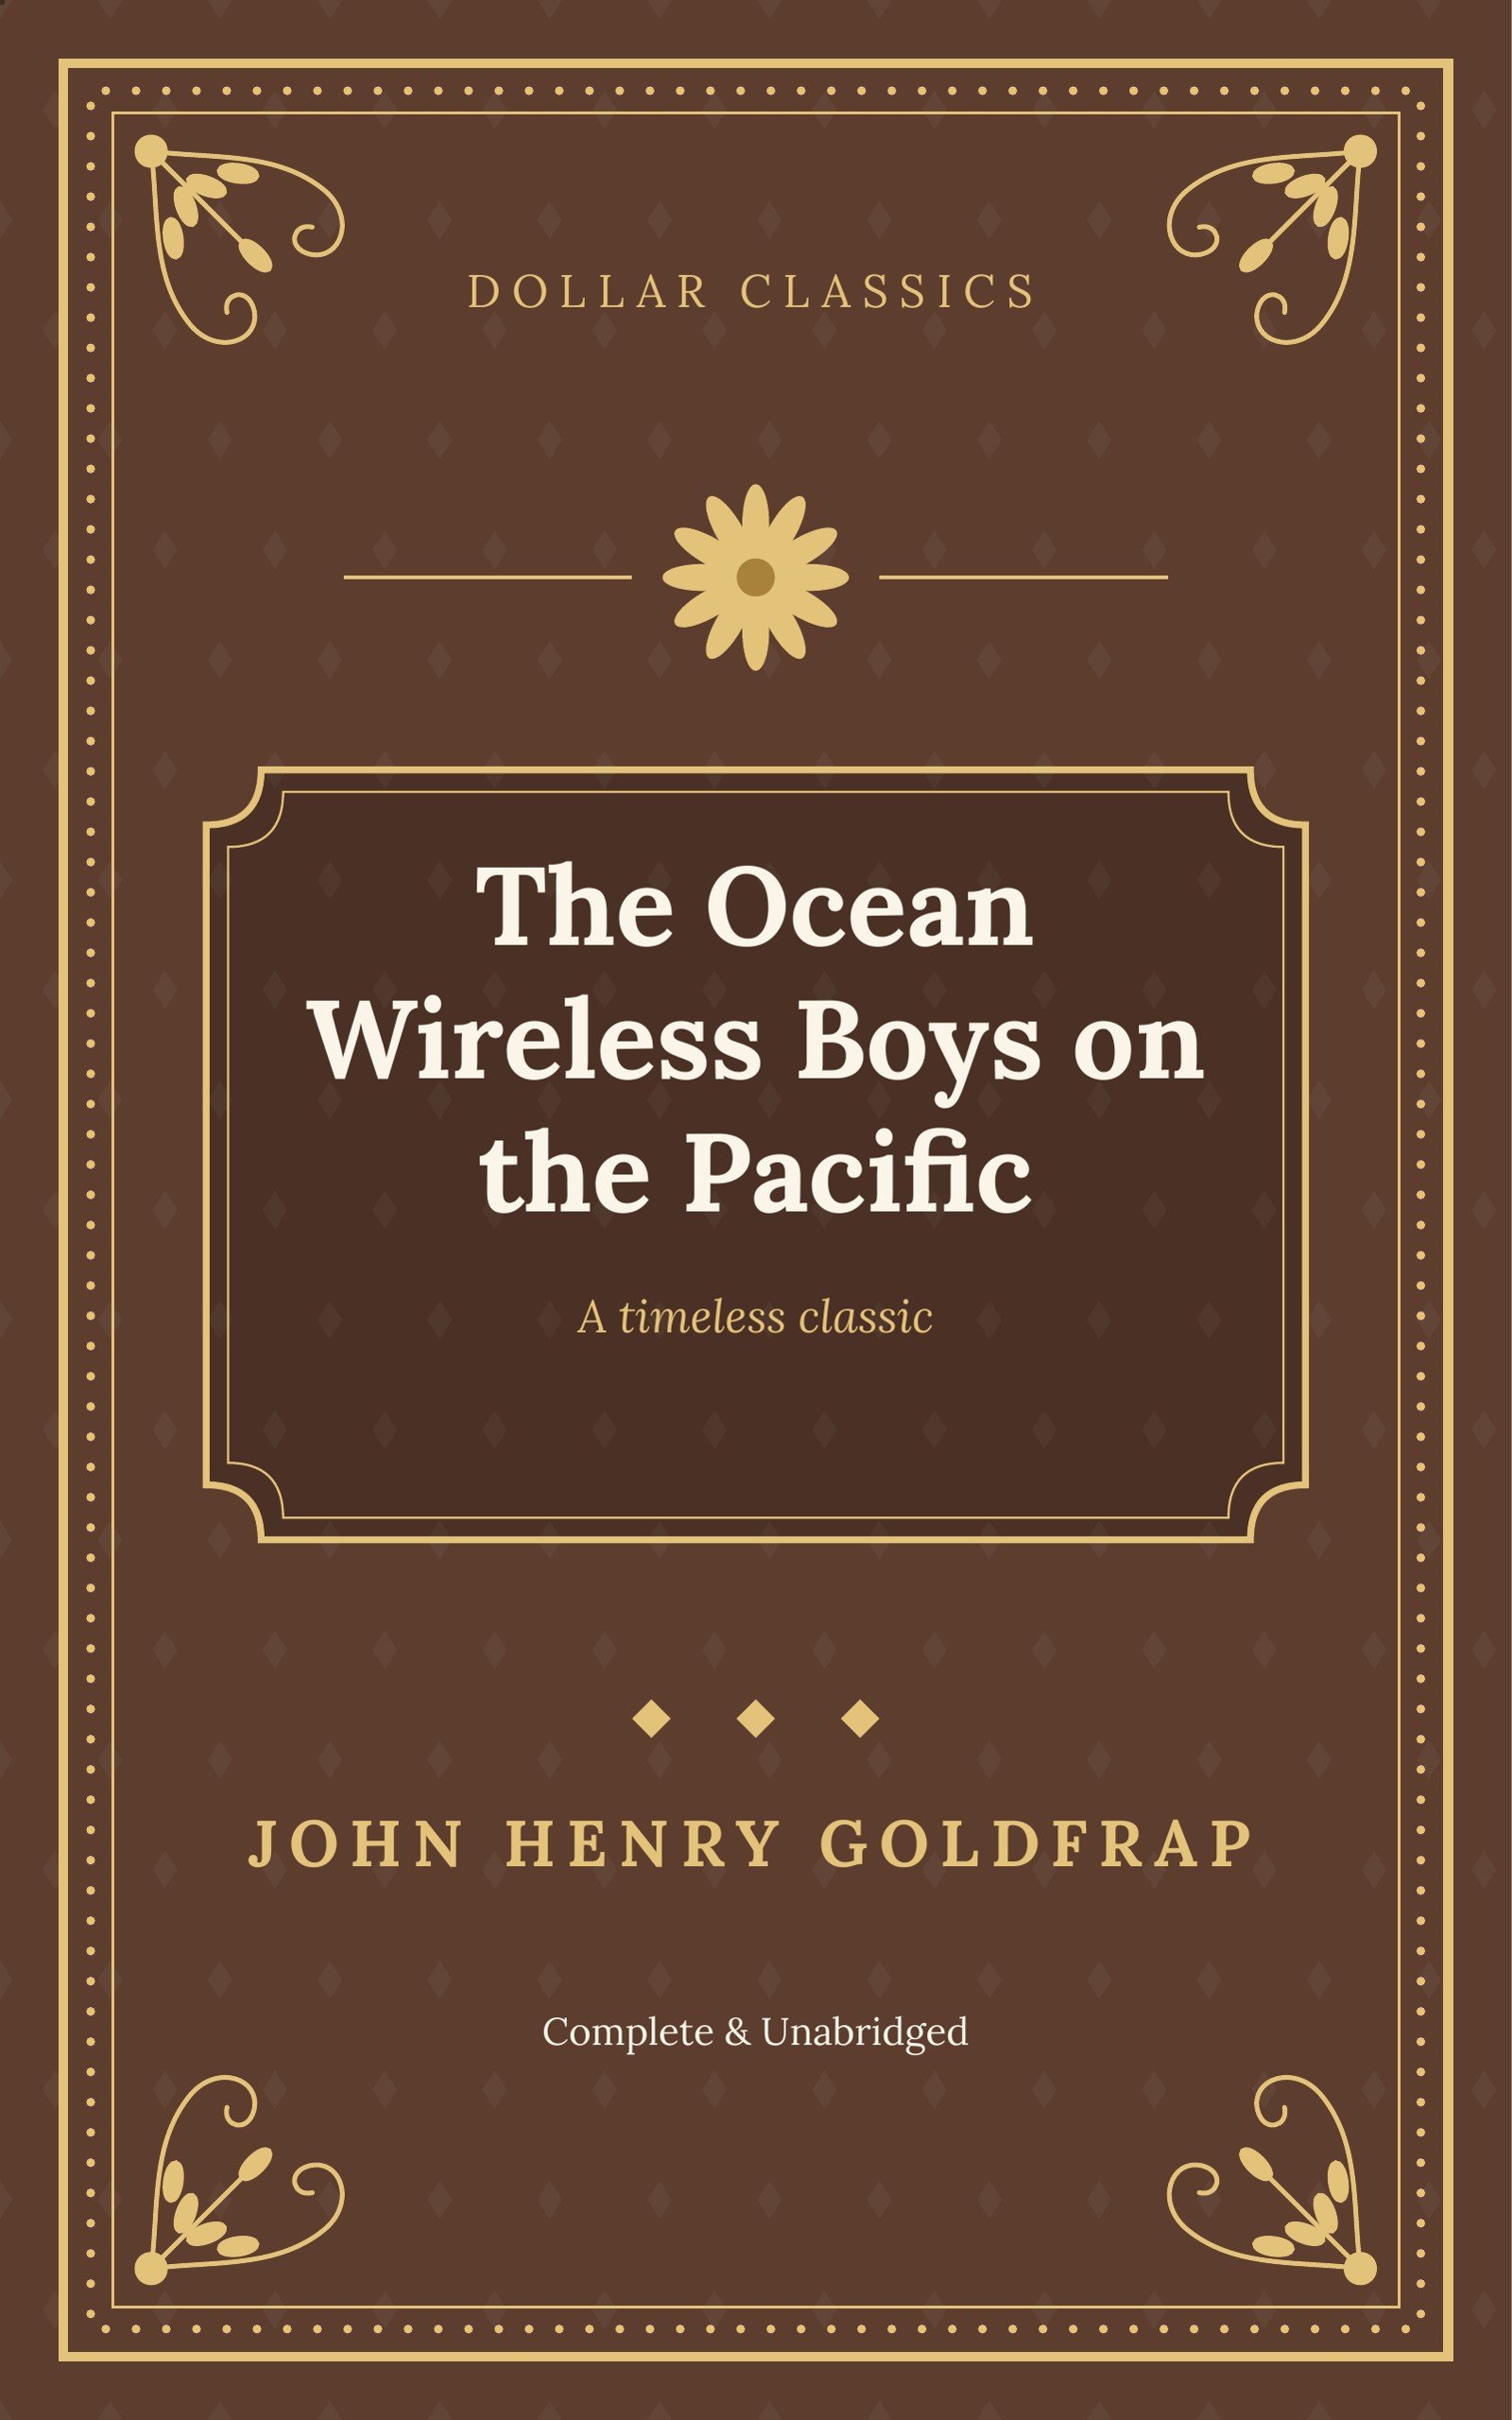 DOLLAR CLASSICS
The Ocean
Wireless Boys on
the Pacific
A timeless classic
JOHN HENRY GOLDFRAP
Complete & Unabridged